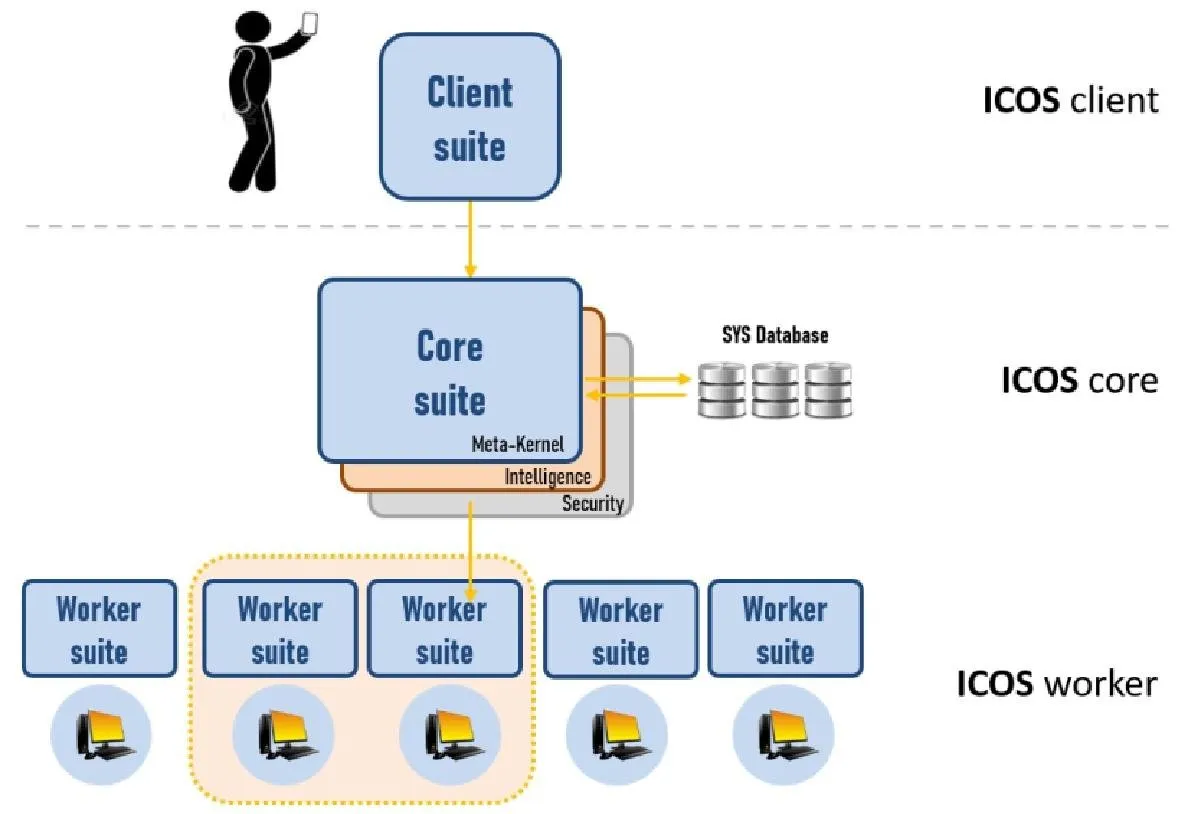 Client
suite
ICOS client
Core
suite
Meta-Kernel
Intelligence
Security
SYS Database
ICOS core
Worker
suite
Worker
suite
Worker
suite
Worker
suite
Worker
suite
ICOS worker